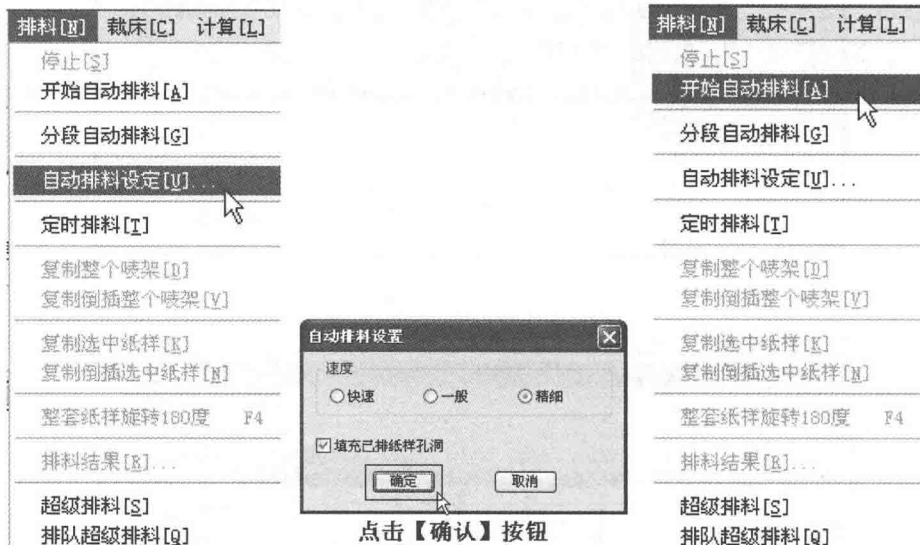 排料[N] 裁床[C] 计算[L]
停止[S]
开始自动排料[A]
分段自动排料[G]
自动排料设定[U]...
定时排料[T]
复制整个唛架[D]
复制倒插整个唛架[V]
复制选中纸样[K]
复制倒插选中纸样[N]
整套纸样旋转180度 F4
排料结果[R]...
超级排料[S]
排队超级排料[Q]
自动排料设置
速度
快速 一般 精细
填充已排纸样孔洞
确定 取消
点击【确认】按钮
排料[N] 裁床[C] 计算[L]
停止[S]
开始自动排料[A]
分段自动排料[G]
自动排料设定[U]...
定时排料[T]
复制整个唛架[D]
复制倒插整个唛架[V]
复制选中纸样[K]
复制倒插选中纸样[N]
整套纸样旋转180度 F4
排料结果[R]...
超级排料[S]
排队超级排料[Q]